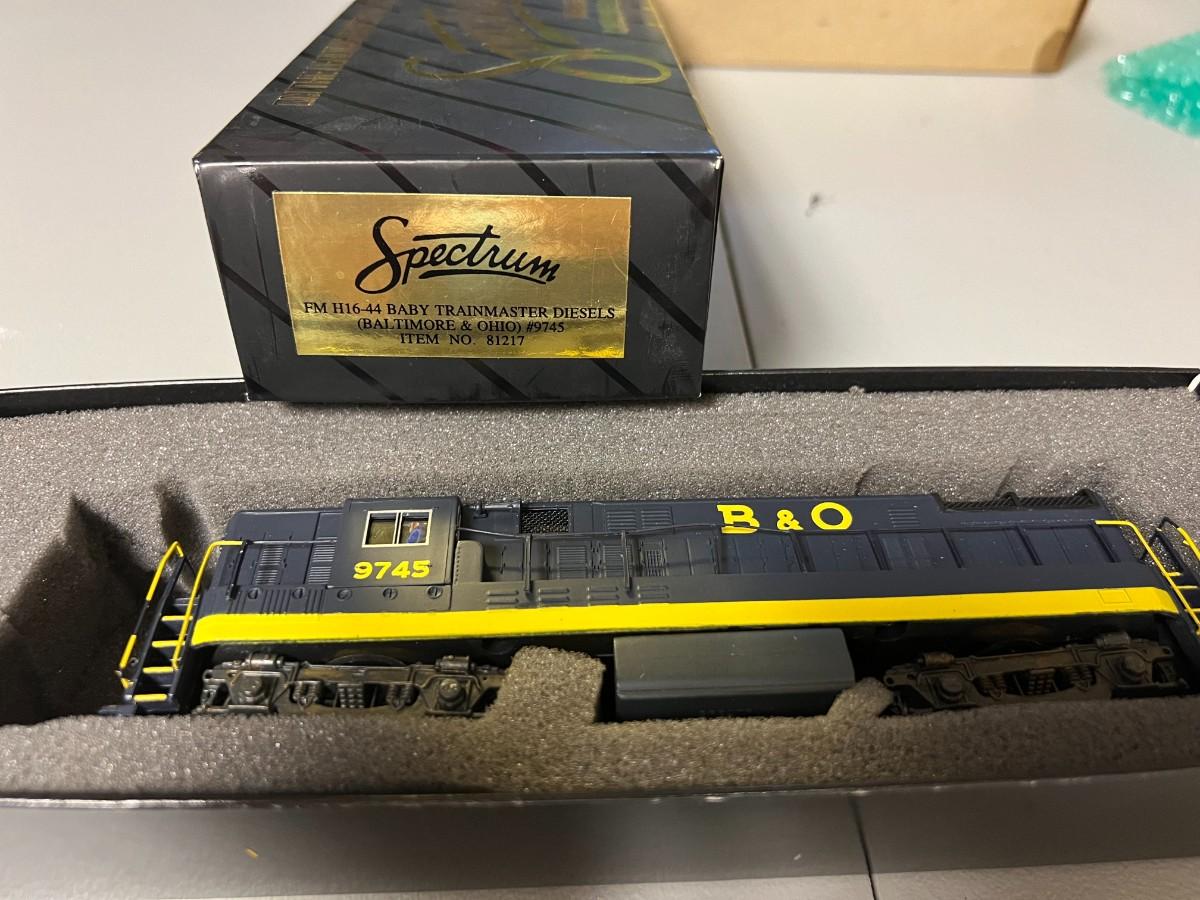 Spectrum
FM H16-44 BABY TRAINMASTER DIESELS
(BALTIMORE & OHIO) #9745
ITEM NO. 81217
B & O
9745